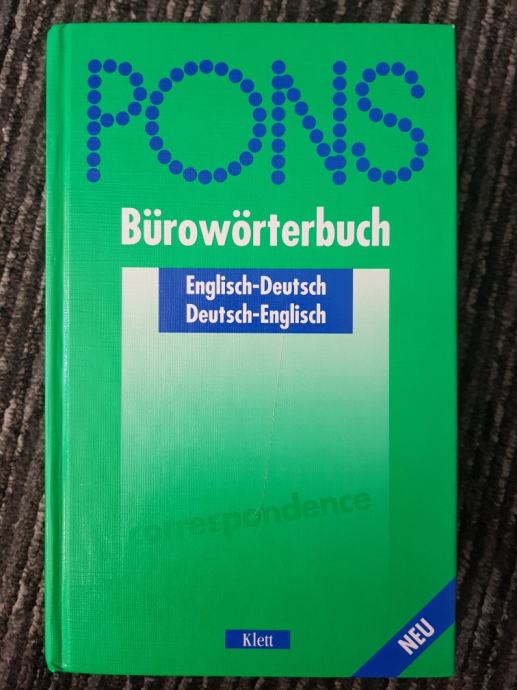 PONS
Bürowörterbuch
Englisch-Deutsch
Deutsch-Englisch
correspondence
Klett
NEU